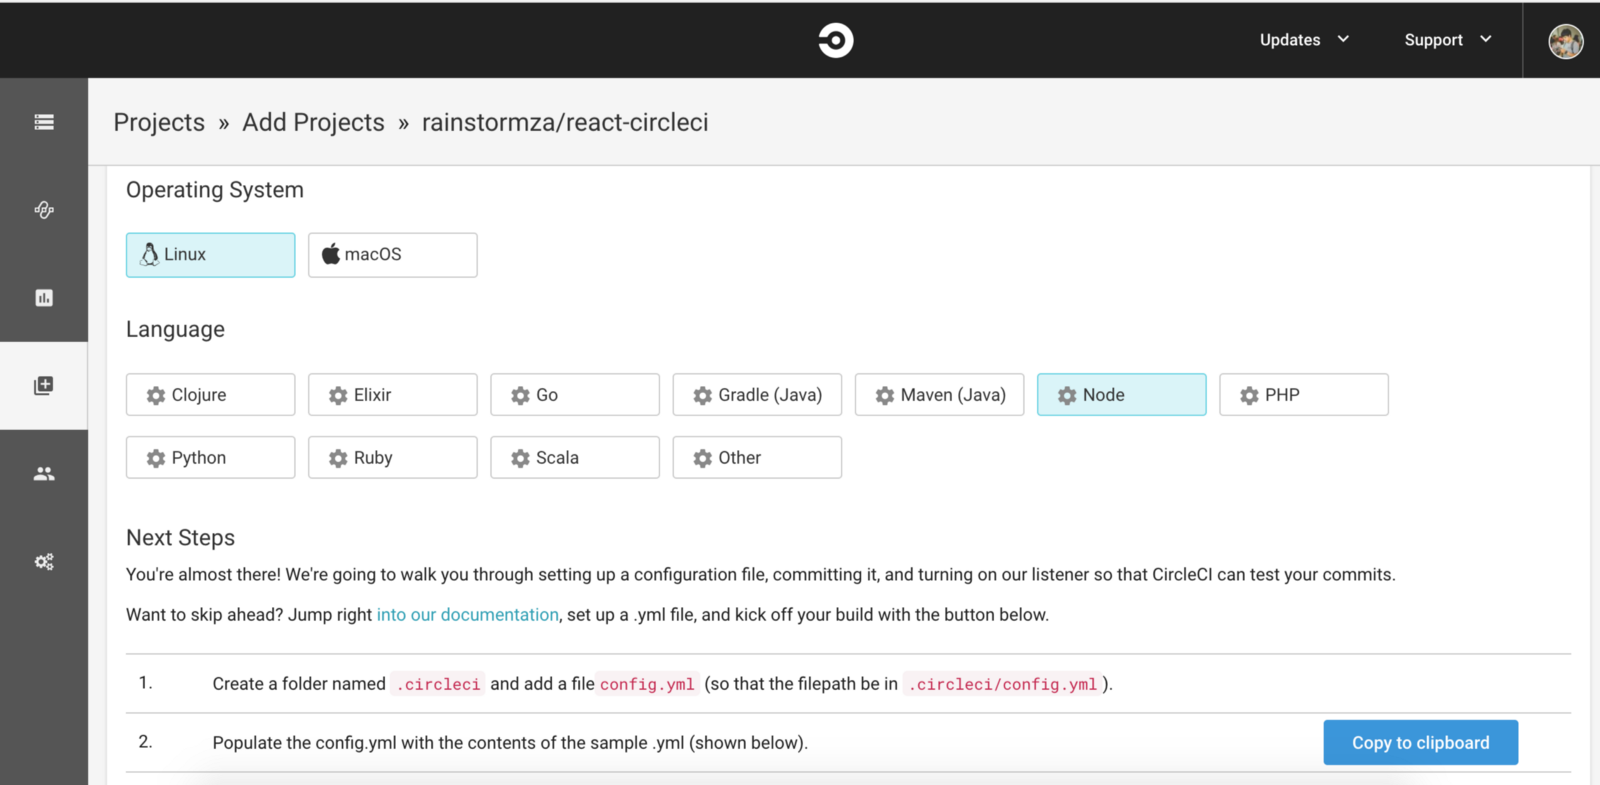 Updates
Support
Projects » Add Projects » rainstormza/react-circleci
Operating System
Linux
macOS
Language
Clojure
Elixir
Go
Gradle (Java)
Maven (Java)
Node
PHP
Python
Ruby
Scala
Other
Next Steps
You're almost there! We're going to walk you through setting up a configuration file, committing it, and turning on our listener so that CircleCI can test your commits.
Want to skip ahead? Jump right into our documentation, set up a .yml file, and kick off your build with the button below.
1. Create a folder named .circleci and add a file config.yml (so that the filepath be in .circleci/config.yml ).
2. Populate the config.yml with the contents of the sample .yml (shown below).
Copy to clipboard